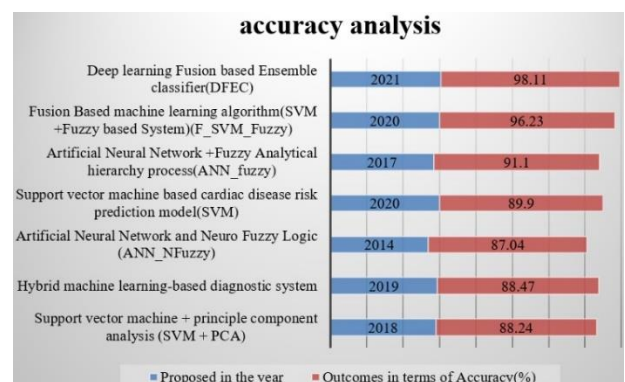 accuracy analysis
Deep learning Fusion based Ensemble
classifier(DFEC)
2021
98.11
Fusion Based machine learning algorithm(SVM
+Fuzzy based System)(F_SVM_Fuzzy)
2020
96.23
Artificial Neural Network +Fuzzy Analytical
hierarchy process(ANN_fuzzy)
2017
91.1
Support vector machine based cardiac disease risk
prediction model(SVM)
2020
89.9
Artificial Neural Network and Neuro Fuzzy Logic
(ANN_NFuzzy)
2014
87.04
Hybrid machine learning-based diagnostic system
2019
88.47
Support vector machine + principle component
analysis (SVM + PCA)
2018
88.24
Proposed in the year
Outcomes in terms of Accuracy(%)